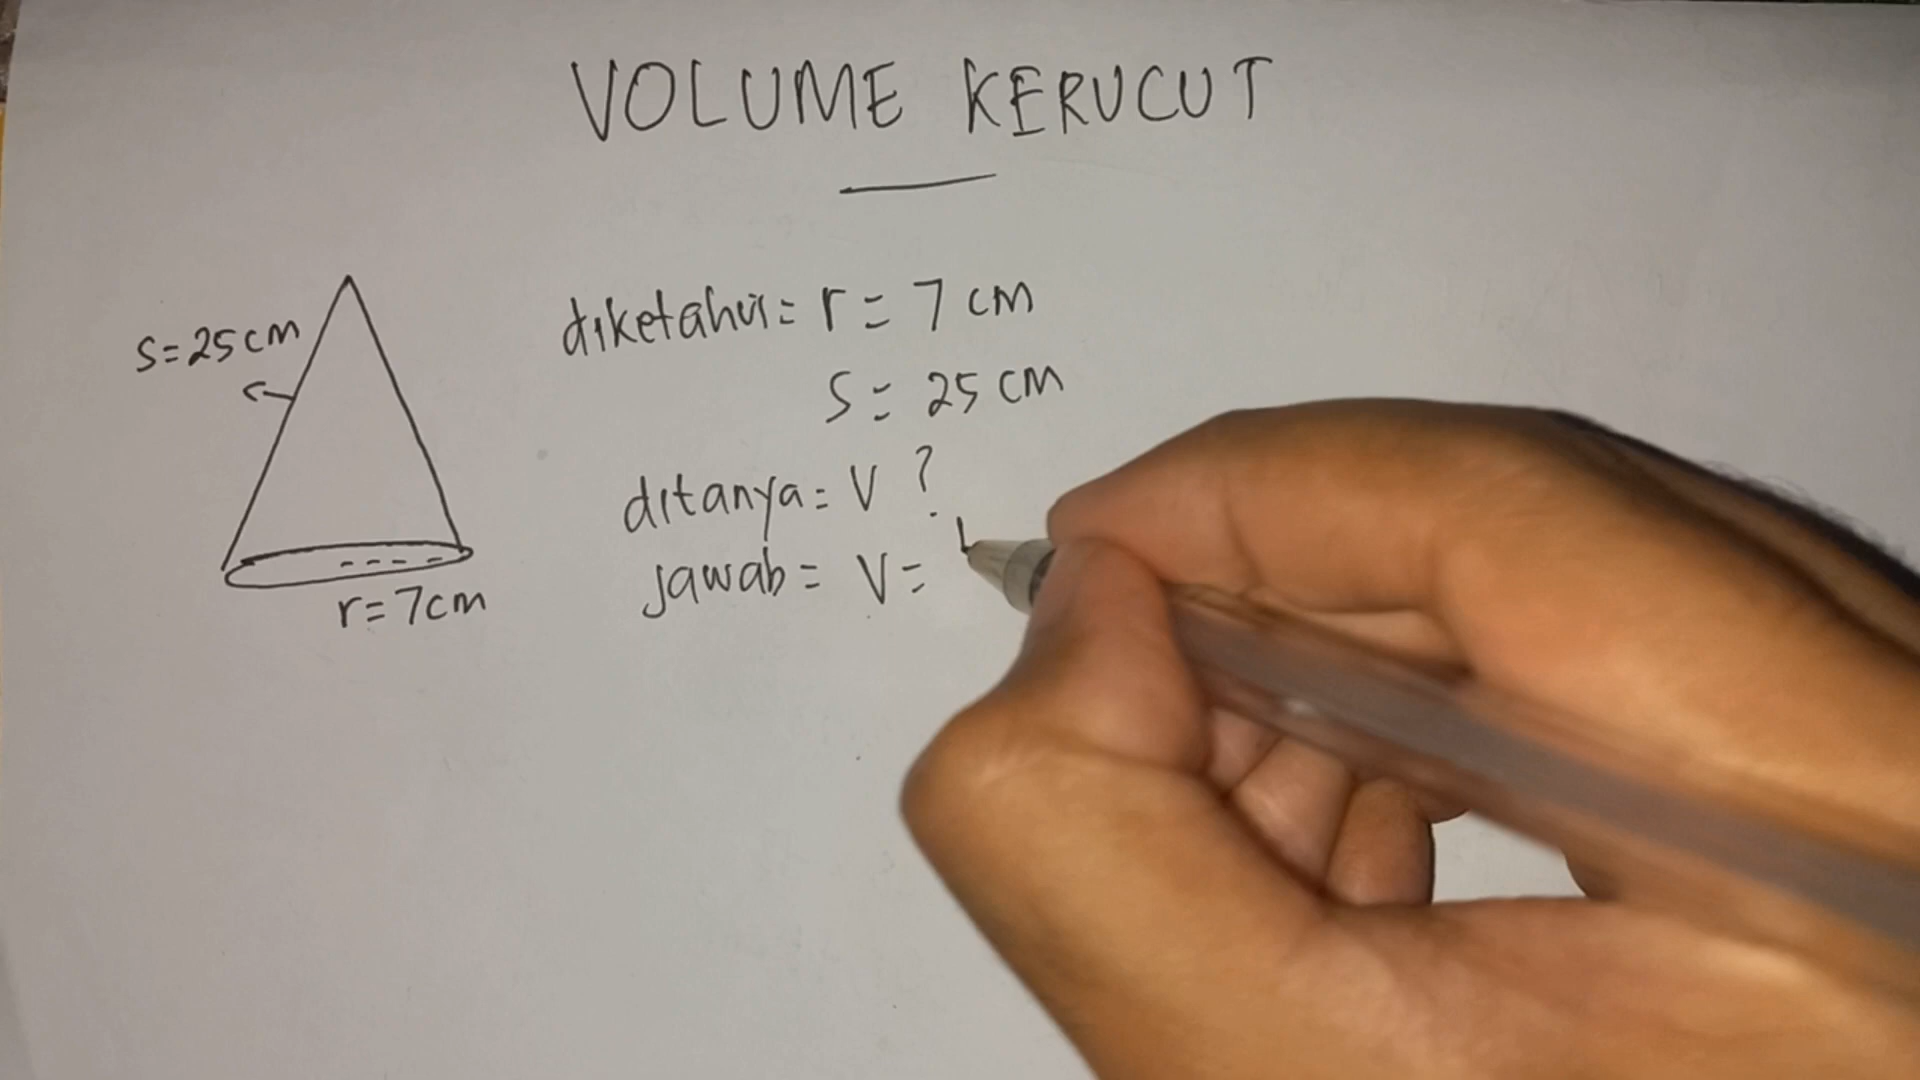 VOLUME KERUCUT
S=25cm
r=7cm
diketahui= r= 7 cm
S= 25 cm
ditanya= V ?
jawab= V=